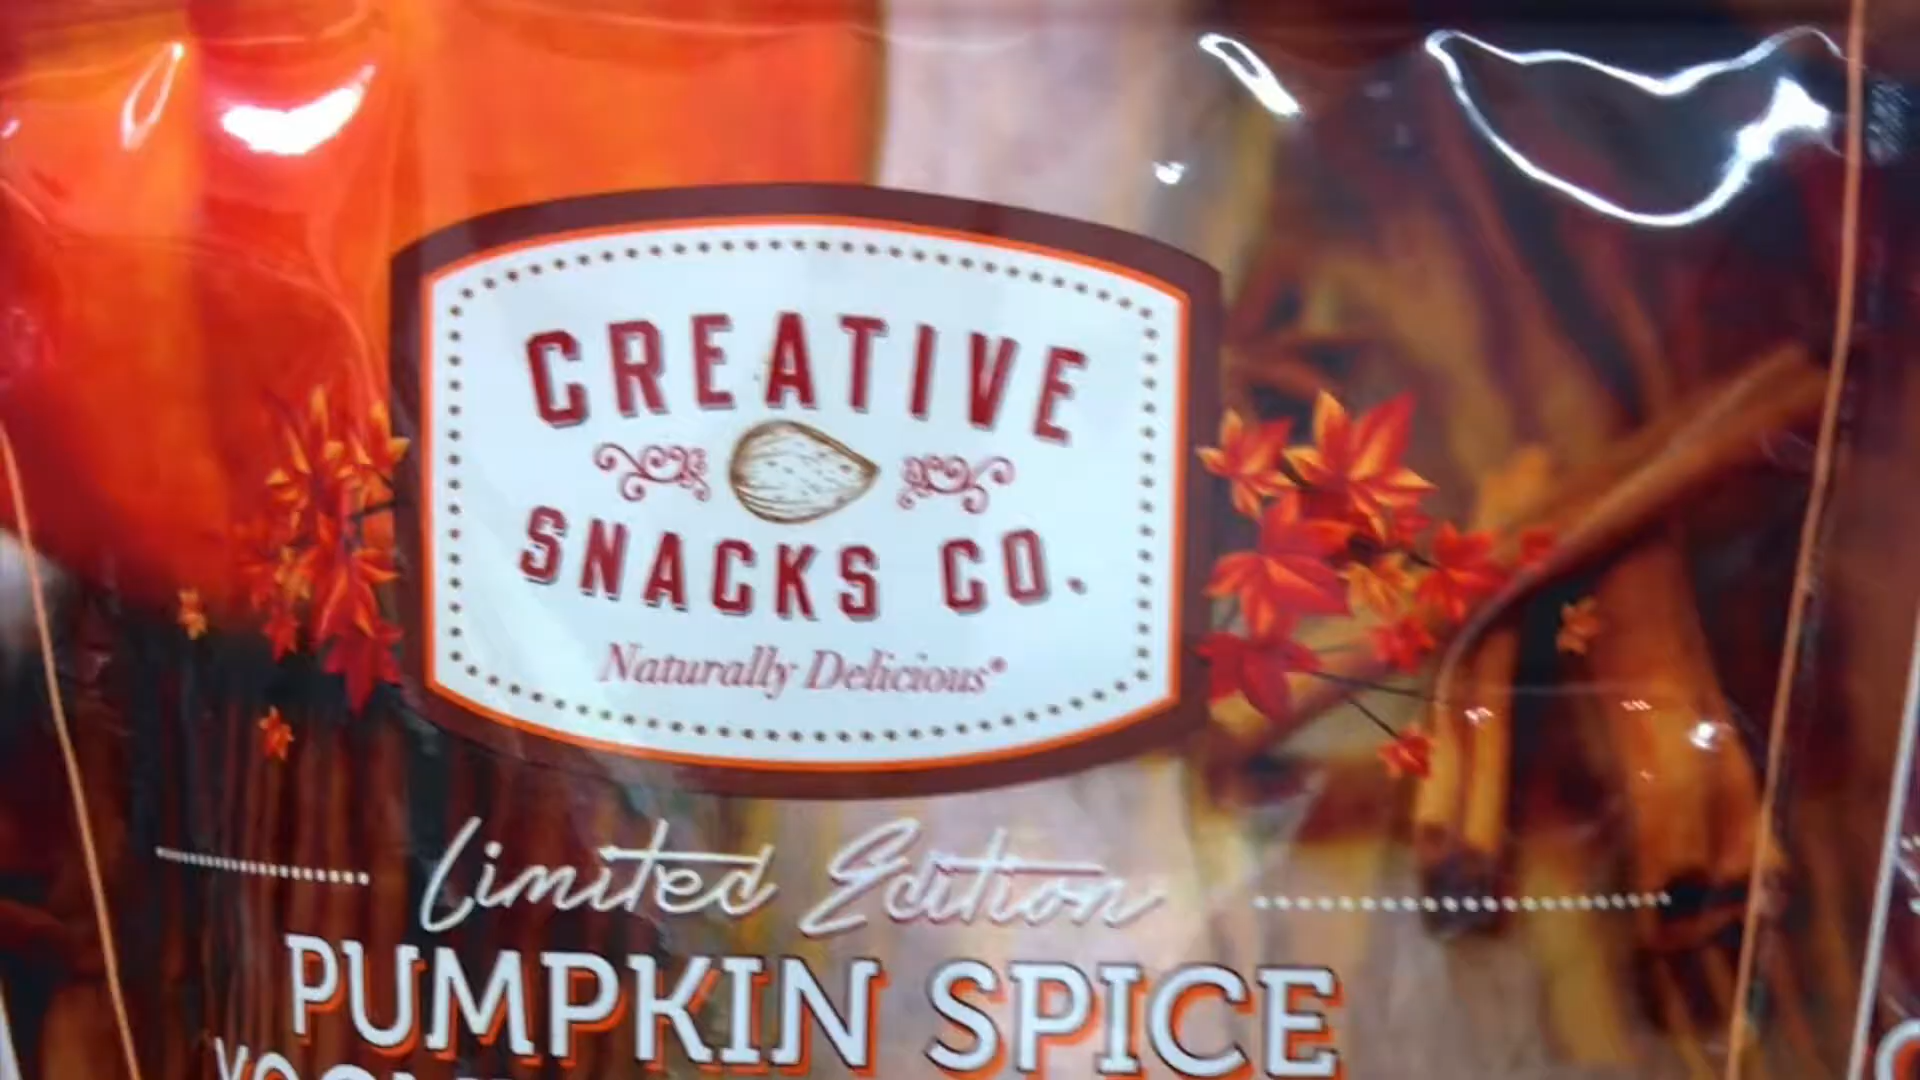 CREATIVE
SNACKS CO.
Naturally Delicious®
Limited Edition
PUMPKIN SPICE